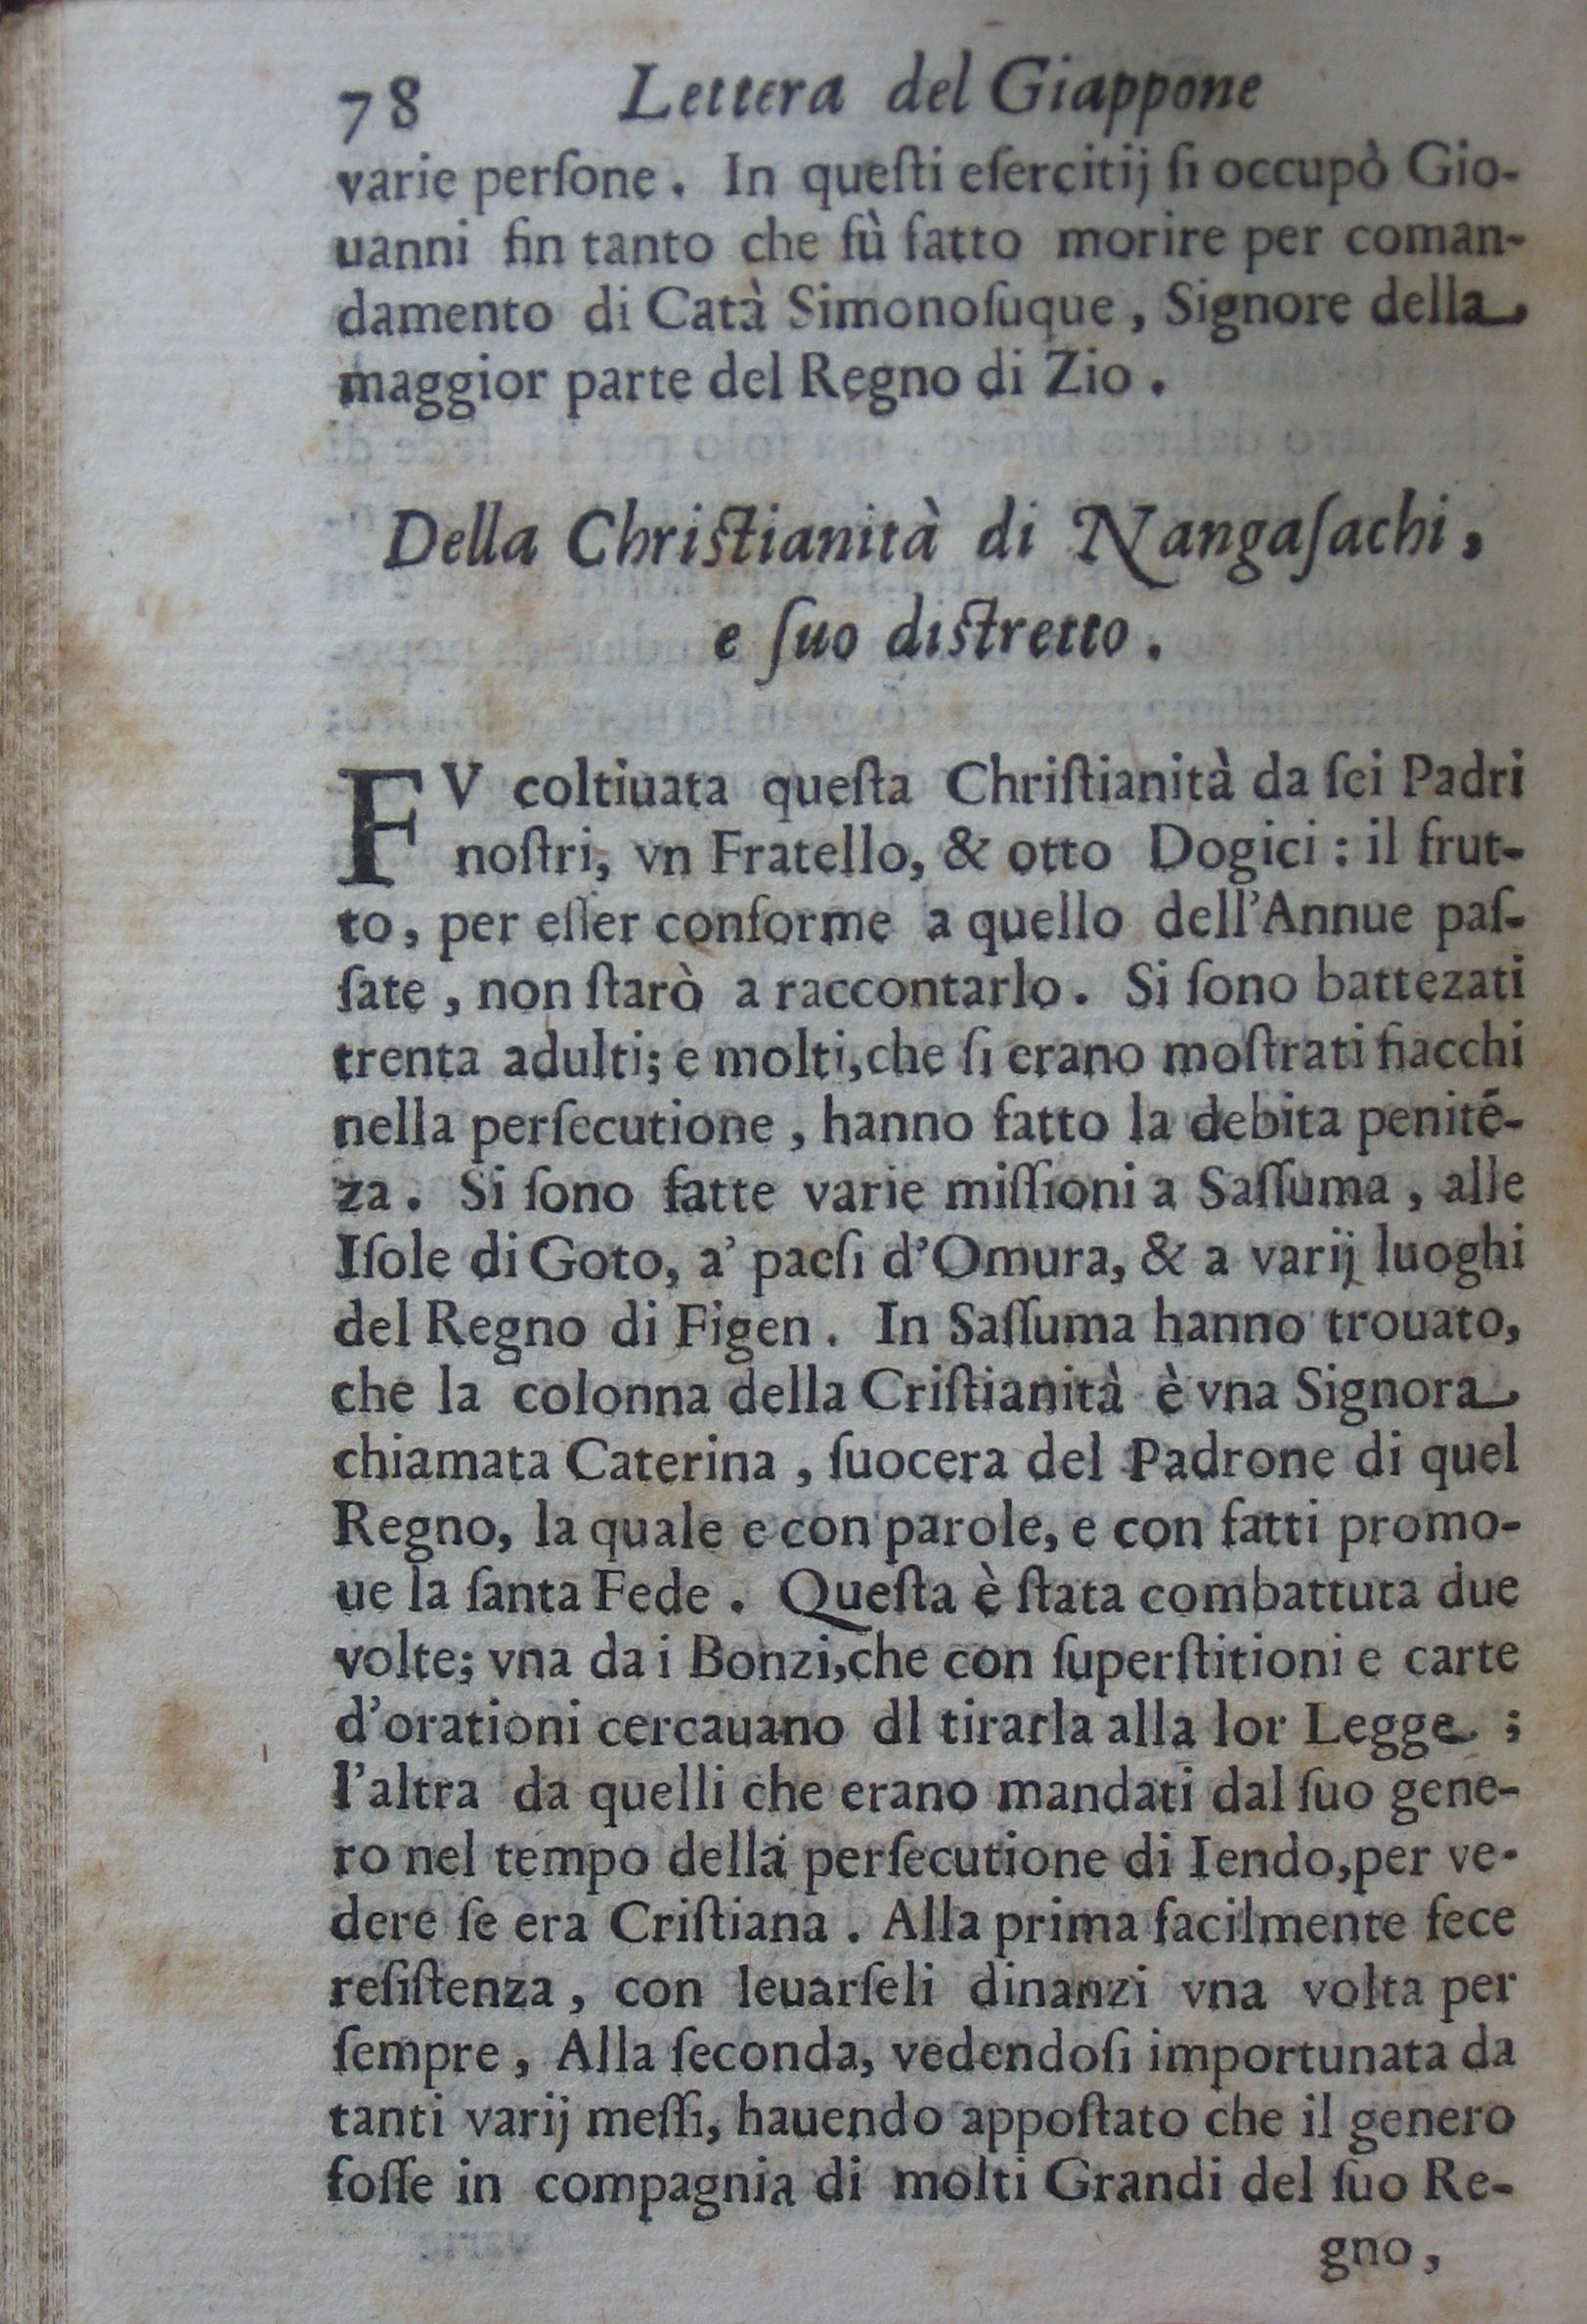 78 Lettera del Giappone
varie perſone. In queſti eſercitij ſi occupò Gio-
uanni fin tanto che fù fatto morire per coman-
damento di Catà Simonoſuque, Signore della
maggior parte del Regno di Zio.
Della Chriſtianità di Nangaſachi,
e ſuo diſtretto.
FV coltiuata queſta Chriſtianità da ſei Padri
noſtri, vn Fratello, & otto Dogici: il frut-
to, per eſſer conforme a quello dell'Annue paſ-
ſate, non ſtarò a raccontarlo. Si ſono battezati
trenta adulti; e molti, che ſi erano moſtrati fiacchi
nella perſecutione, hanno fatto la debita penitē-
za. Si ſono fatte varie miſſioni a Saſſuma, alle
Iſole di Goto, a' paeſi d'Omura, & a varij luoghi
del Regno di Figen. In Saſſuma hanno trouato,
che la colonna della Criſtianità è vna Signora
chiamata Caterina, ſuocera del Padrone di quel
Regno, la quale e con parole, e con fatti promo-
ue la ſanta Fede. Queſta è ſtata combattuta due
volte; vna da i Bonzi, che con ſuperſtitioni e carte
d'orationi cercauano dl tirarla alla lor Legge;
l'altra da quelli che erano mandati dal ſuo gene-
ro nel tempo della perſecutione di Iendo, per ve-
dere ſe era Criſtiana. Alla prima facilmente fece
reſiſtenza, con leuarſeli dinanzi vna volta per
ſempre, Alla ſeconda, vedendoſi importunata da
tanti varij meſſi, hauendo appoſtato che il genero
foſſe in compagnia di molti Grandi del ſuo Re-
gno,